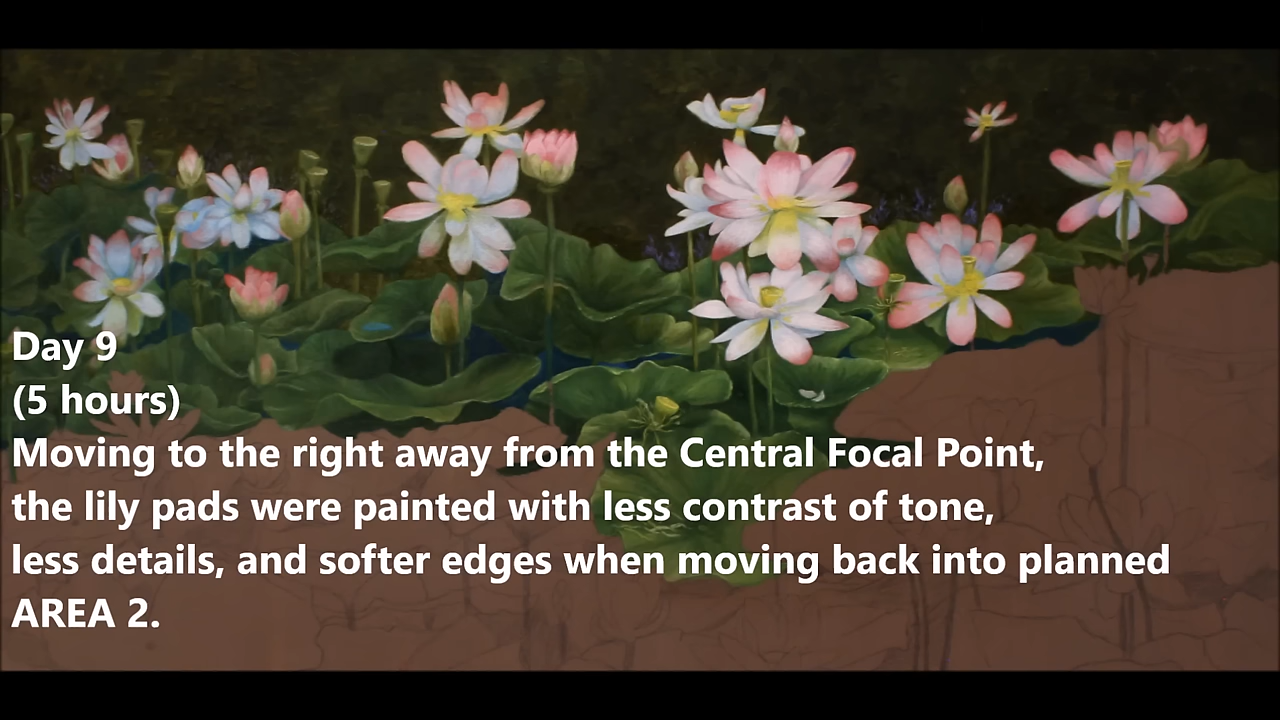 Day 9
(5 hours)
Moving to the right away from the Central Focal Point,
the lily pads were painted with less contrast of tone,
less details, and softer edges when moving back into planned
AREA 2.